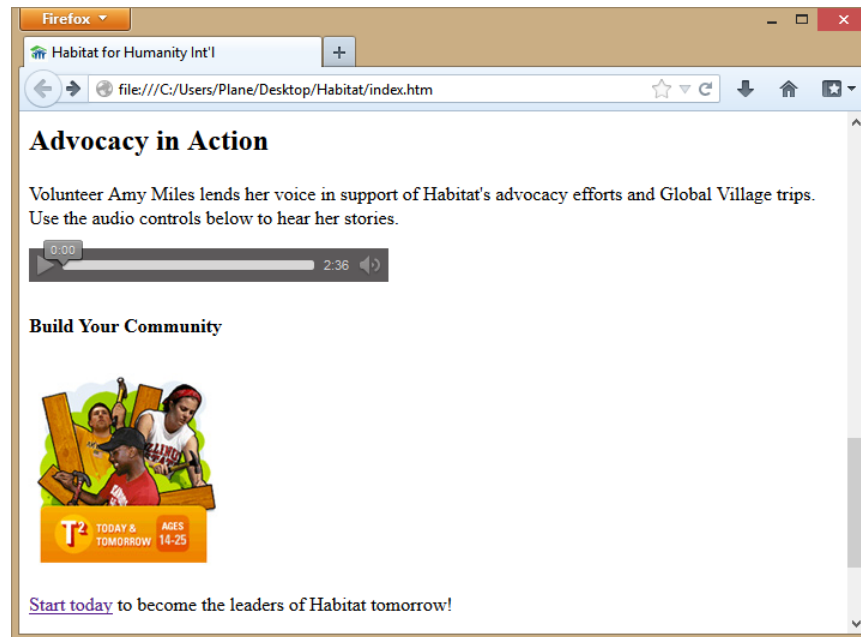 Firefox
Habitat for Humanity Int'l
file:///C:/Users/Plane/Desktop/Habitat/index.htm
Advocacy in Action
Volunteer Amy Miles lends her voice in support of Habitat's advocacy efforts and Global Village trips.
Use the audio controls below to hear her stories.
0:00
2:36
Build Your Community
T2 TODAY & TOMORROW AGES 14-25
Start today to become the leaders of Habitat tomorrow!